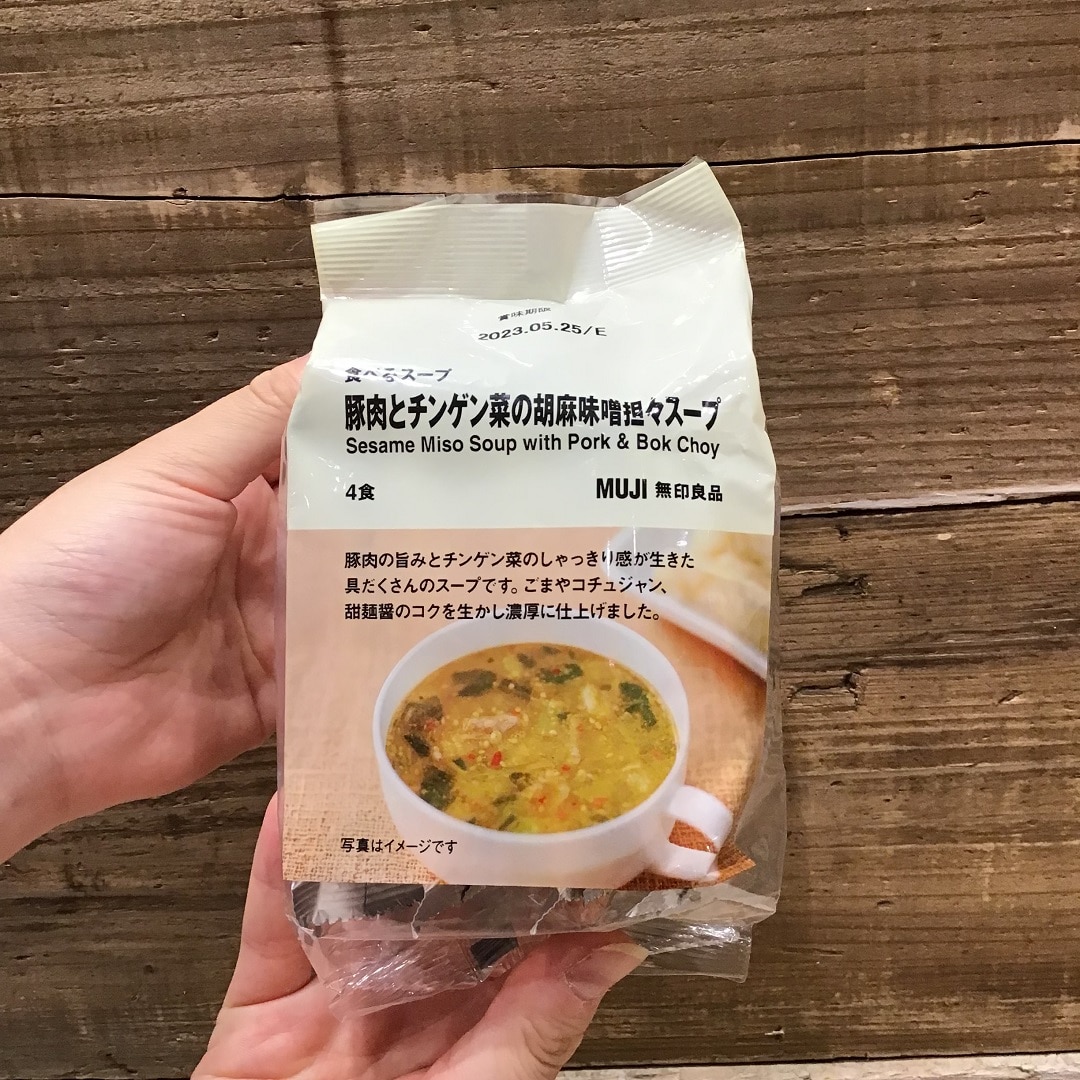 賞味期限
2023.05.25/E
食べるスープ
豚肉とチンゲン菜の胡麻味噌担々スープ
Sesame Miso Soup with Pork & Bok Choy
4食
MUJI 無印良品
豚肉の旨みとチンゲン菜のしゃっきり感が生きた
具だくさんのスープです。ごまやコチュジャン、
甜麺醤のコクを生かし濃厚に仕上げました。
写真はイメージです